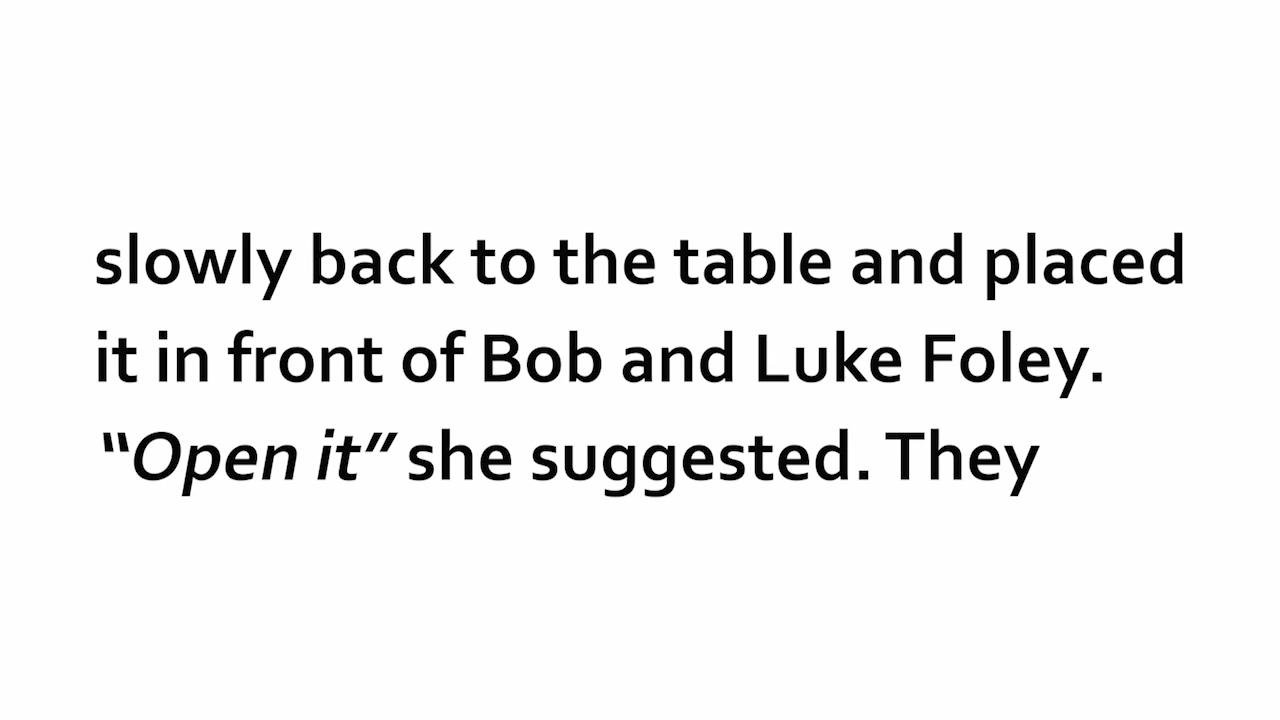 slowly back to the table and placed
it in front of Bob and Luke Foley.
“Open it” she suggested. They